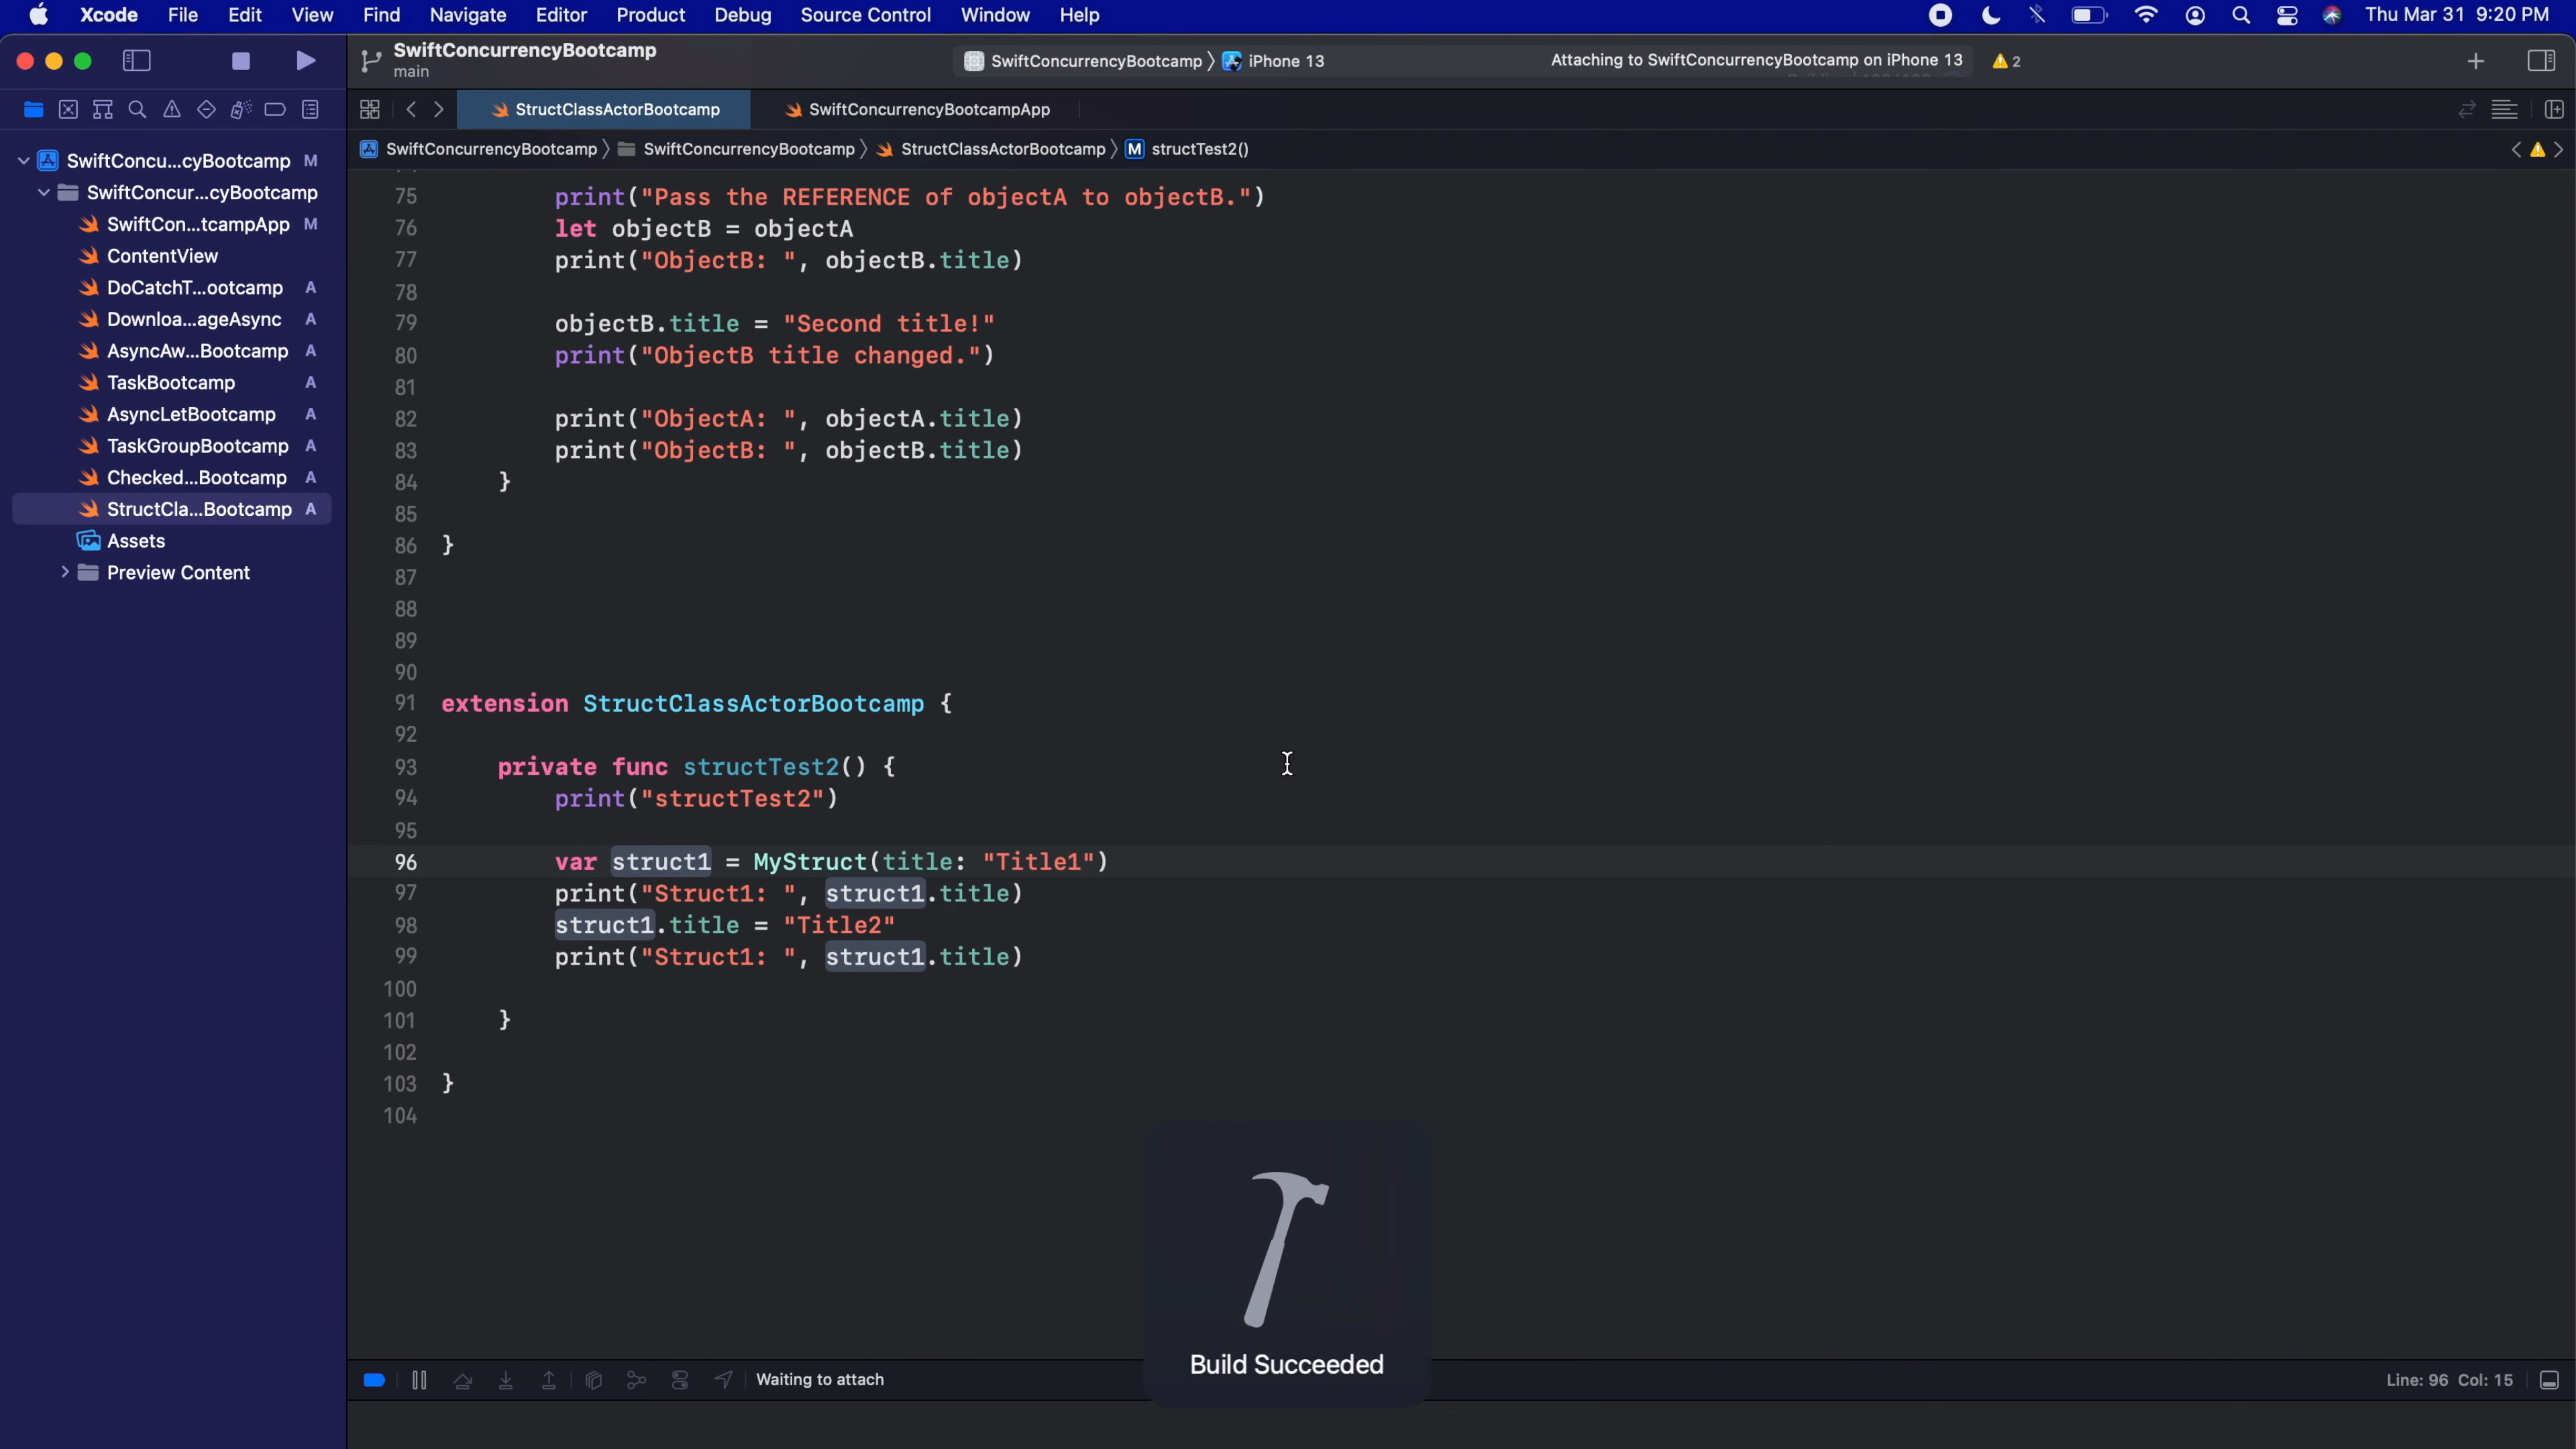 Xcode File Edit View Find Navigate Editor Product Debug Source Control Window Help Thu Mar 31 9:20 PM
SwiftConcurrencyBootcamp
main
SwiftConcurrencyBootcamp iPhone 13
Attaching to SwiftConcurrencyBootcamp on iPhone 13 2
StructClassActorBootcamp SwiftConcurrencyBootcampApp
SwiftConcurrencyBootcamp SwiftConcurrencyBootcamp StructClassActorBootcamp M structTest2()
SwiftConcu...cyBootcamp M
SwiftConcur...cyBootcamp
SwiftCon...tcampApp M
ContentView
DoCatchT...ootcamp A
Downloa...ageAsync A
AsyncAw...Bootcamp A
TaskBootcamp A
AsyncLetBootcamp A
TaskGroupBootcamp A
Checked...Bootcamp A
StructCla...Bootcamp A
Assets
Preview Content
75 print("Pass the REFERENCE of objectA to objectB.")
76 let objectB = objectA
77 print("ObjectB: ", objectB.title)
78
79 objectB.title = "Second title!"
80 print("ObjectB title changed.")
81
82 print("ObjectA: ", objectA.title)
83 print("ObjectB: ", objectB.title)
84 }
85
86 }
87
88
89
90
91 extension StructClassActorBootcamp {
92
93 private func structTest2() {
94 print("structTest2")
95
96 var struct1 = MyStruct(title: "Title1")
97 print("Struct1: ", struct1.title)
98 struct1.title = "Title2"
99 print("Struct1: ", struct1.title)
100
101 }
102
103 }
104
Build Succeeded
Waiting to attach
Line: 96 Col: 15